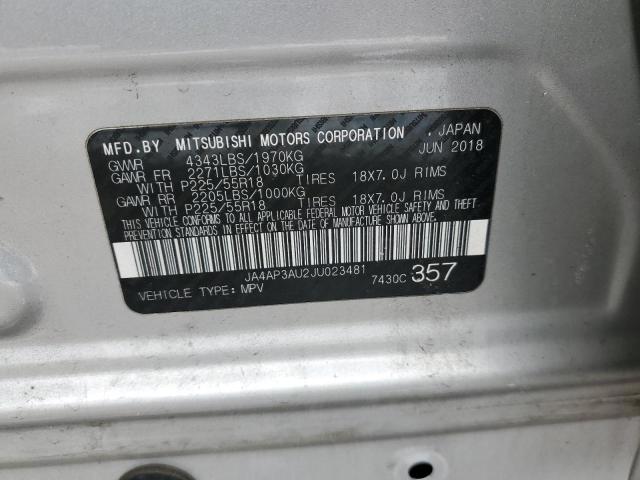 MFD.BY MITSUBISHI MOTORS CORPORATION , JAPAN
GVWR 4343LBS/1970KG JUN 2018
GAWR FR 2271LBS/1030KG
WITH P225/55R18 TIRES 18X7.0J RIMS
GAWR RR 2205LBS/1000KG
WITH P225/55R18 TIRES 18X7.0J RIMS
THIS VEHICLE CONFORMS TO ALL APPLICABLE FEDERAL MOTOR VEHICLE SAFETY AND THEFT
PREVENTION STANDARDS IN EFFECT ON THE DATE OF MANUFACTURE SHOWN ABOVE.
JA4AP3AU2JU023481
VEHICLE TYPE: MPV 7430C 357